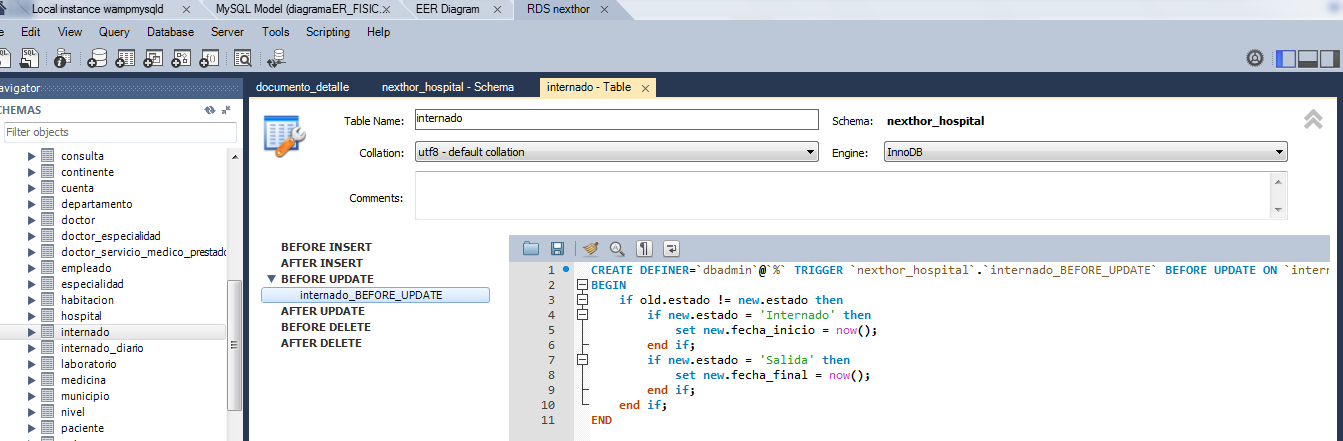 Local instance wampmysqld MySQL Model (diagramaER_FISIC... EER Diagram RDS nexthor
Edit View Query Database Server Tools Scripting Help
avigator
CHEMAS
Filter objects
consulta
continente
cuenta
departamento
doctor
doctor_especialidad
doctor_servicio_medico_prestado
empleado
especialidad
habitacion
hospital
internado
internado_diario
laboratorio
medicina
municipio
nivel
paciente
documento_detalle nexthor_hospital - Schema internado - Table
Table Name: internado Schema: nexthor_hospital
Collation: utf8 - default collation Engine: InnoDB
Comments:
BEFORE INSERT
AFTER INSERT
BEFORE UPDATE
internado_BEFORE_UPDATE
AFTER UPDATE
BEFORE DELETE
AFTER DELETE
1 CREATE DEFINER=`dbadmin`@`%` TRIGGER `nexthor_hospital`.`internado_BEFORE_UPDATE` BEFORE UPDATE ON `intern
2 BEGIN
3 if old.estado != new.estado then
4 if new.estado = 'Internado' then
5 set new.fecha_inicio = now();
6 end if;
7 if new.estado = 'Salida' then
8 set new.fecha_final = now();
9 end if;
10 end if;
11 END